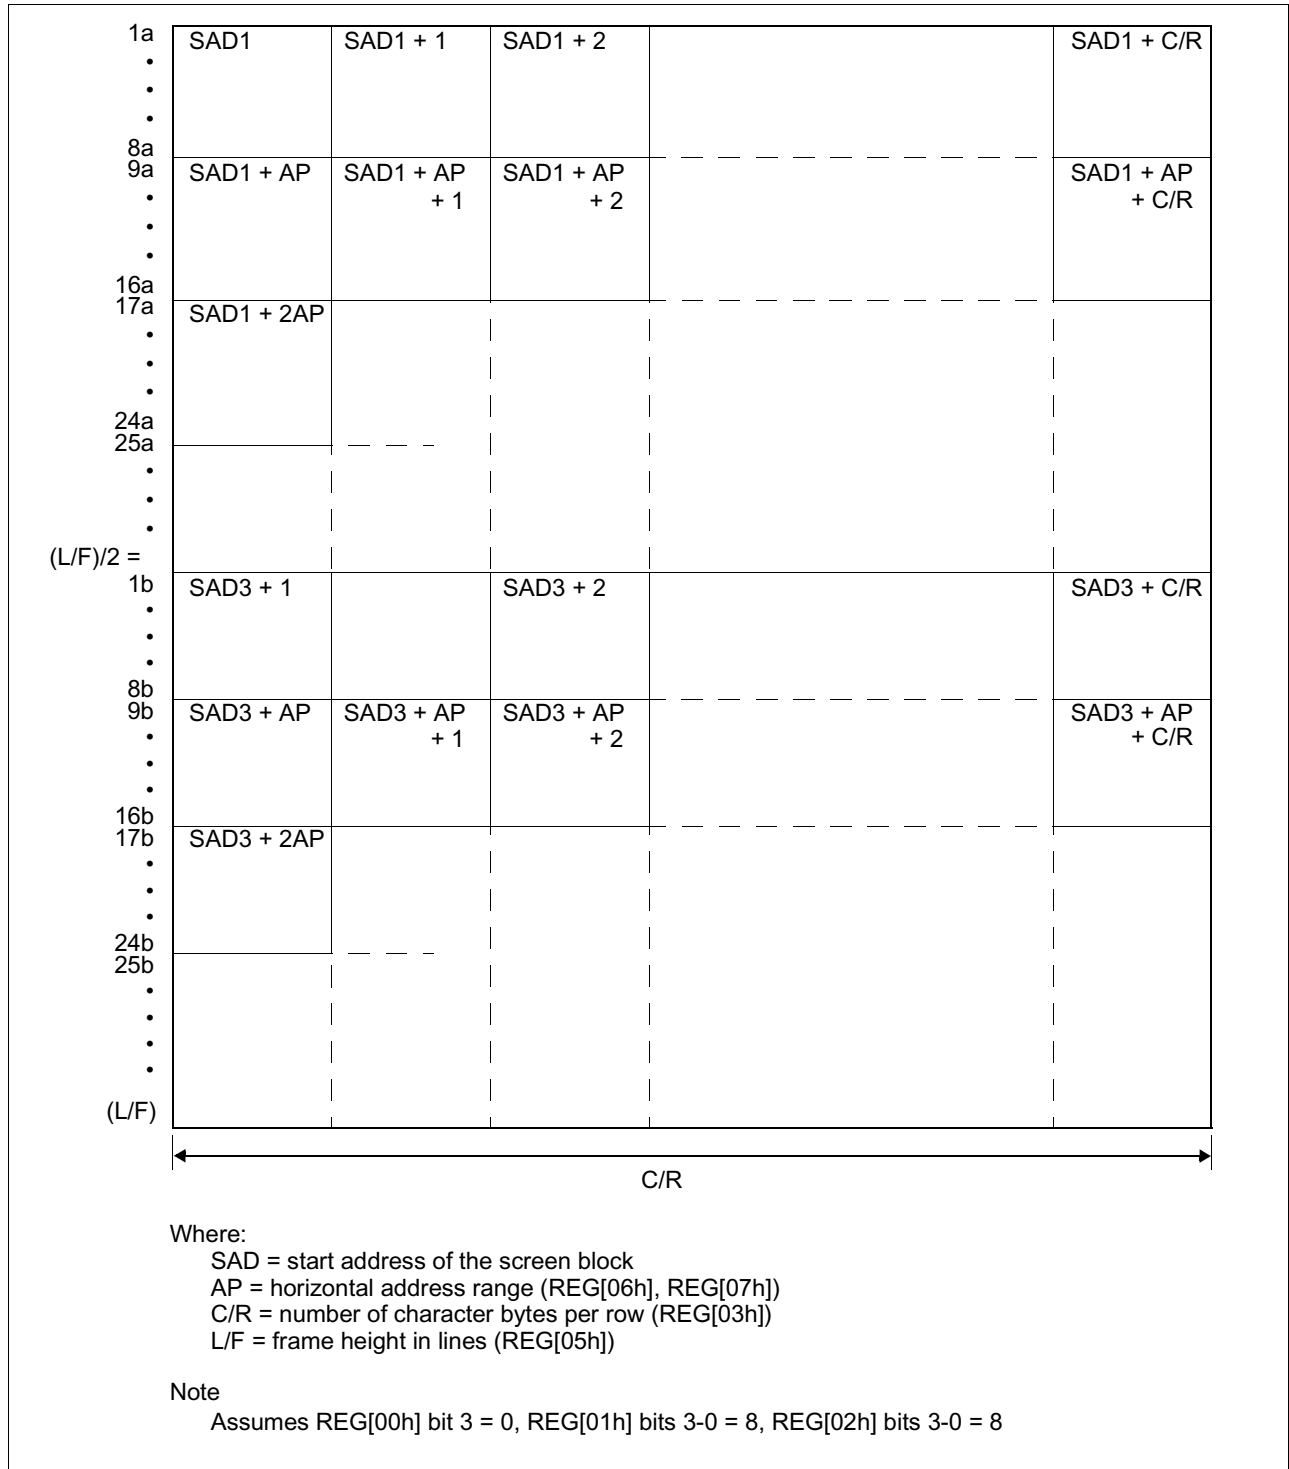 1a SAD1 SAD1 + 1 SAD1 + 2 SAD1 + C/R
•
•
•
8a
9a SAD1 + AP SAD1 + AP SAD1 + AP SAD1 + AP
• + 1 + 2 + C/R
•
•
16a
17a SAD1 + 2AP
•
•
•
24a
25a
•
•
•
(L/F)/2 =
1b SAD3 + 1 SAD3 + 2 SAD3 + C/R
•
•
•
8b
9b SAD3 + AP SAD3 + AP SAD3 + AP SAD3 + AP
• + 1 + 2 + C/R
•
•
16b
17b SAD3 + 2AP
•
•
•
24b
25b
•
•
•
•
(L/F)
C/R
Where:
SAD = start address of the screen block
AP = horizontal address range (REG[06h], REG[07h])
C/R = number of character bytes per row (REG[03h])
L/F = frame height in lines (REG[05h])
Note
Assumes REG[00h] bit 3 = 0, REG[01h] bits 3-0 = 8, REG[02h] bits 3-0 = 8